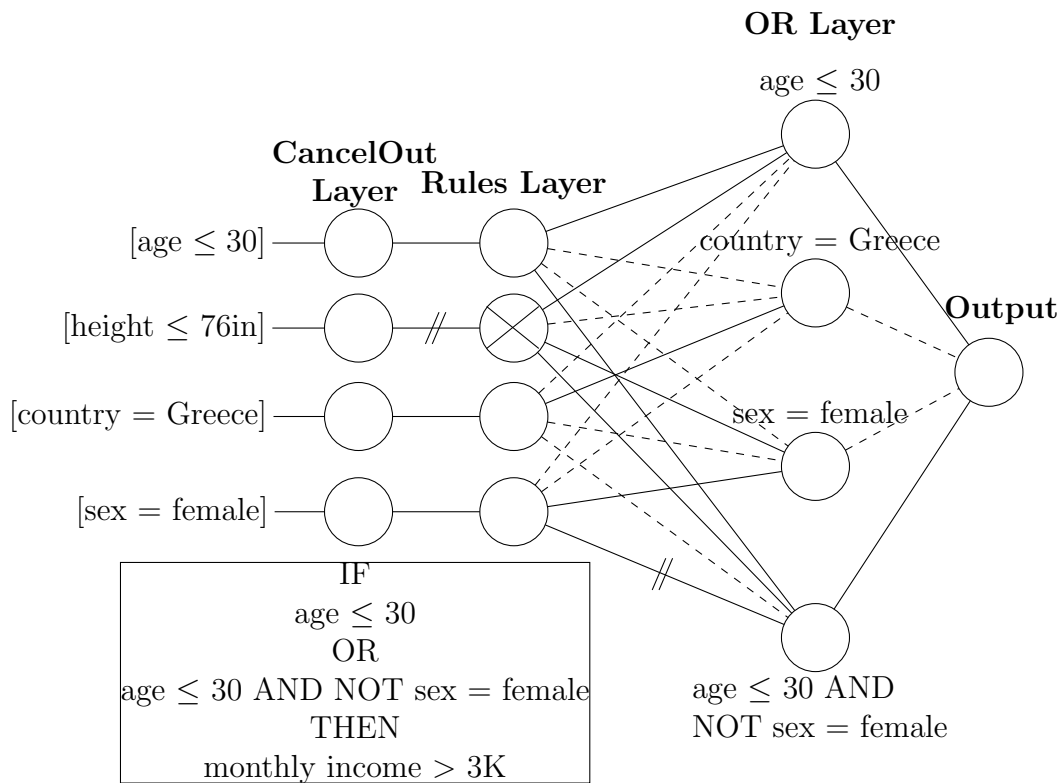 OR Layer
age ≤ 30
CancelOut
Layer
Rules Layer
[age ≤ 30]
country = Greece
Output
[height ≤ 76in]
//
[country = Greece]
sex = female
[sex = female]
//
IF
age ≤ 30
OR
age ≤ 30 AND NOT sex = female
THEN
monthly income > 3K
age ≤ 30 AND
NOT sex = female